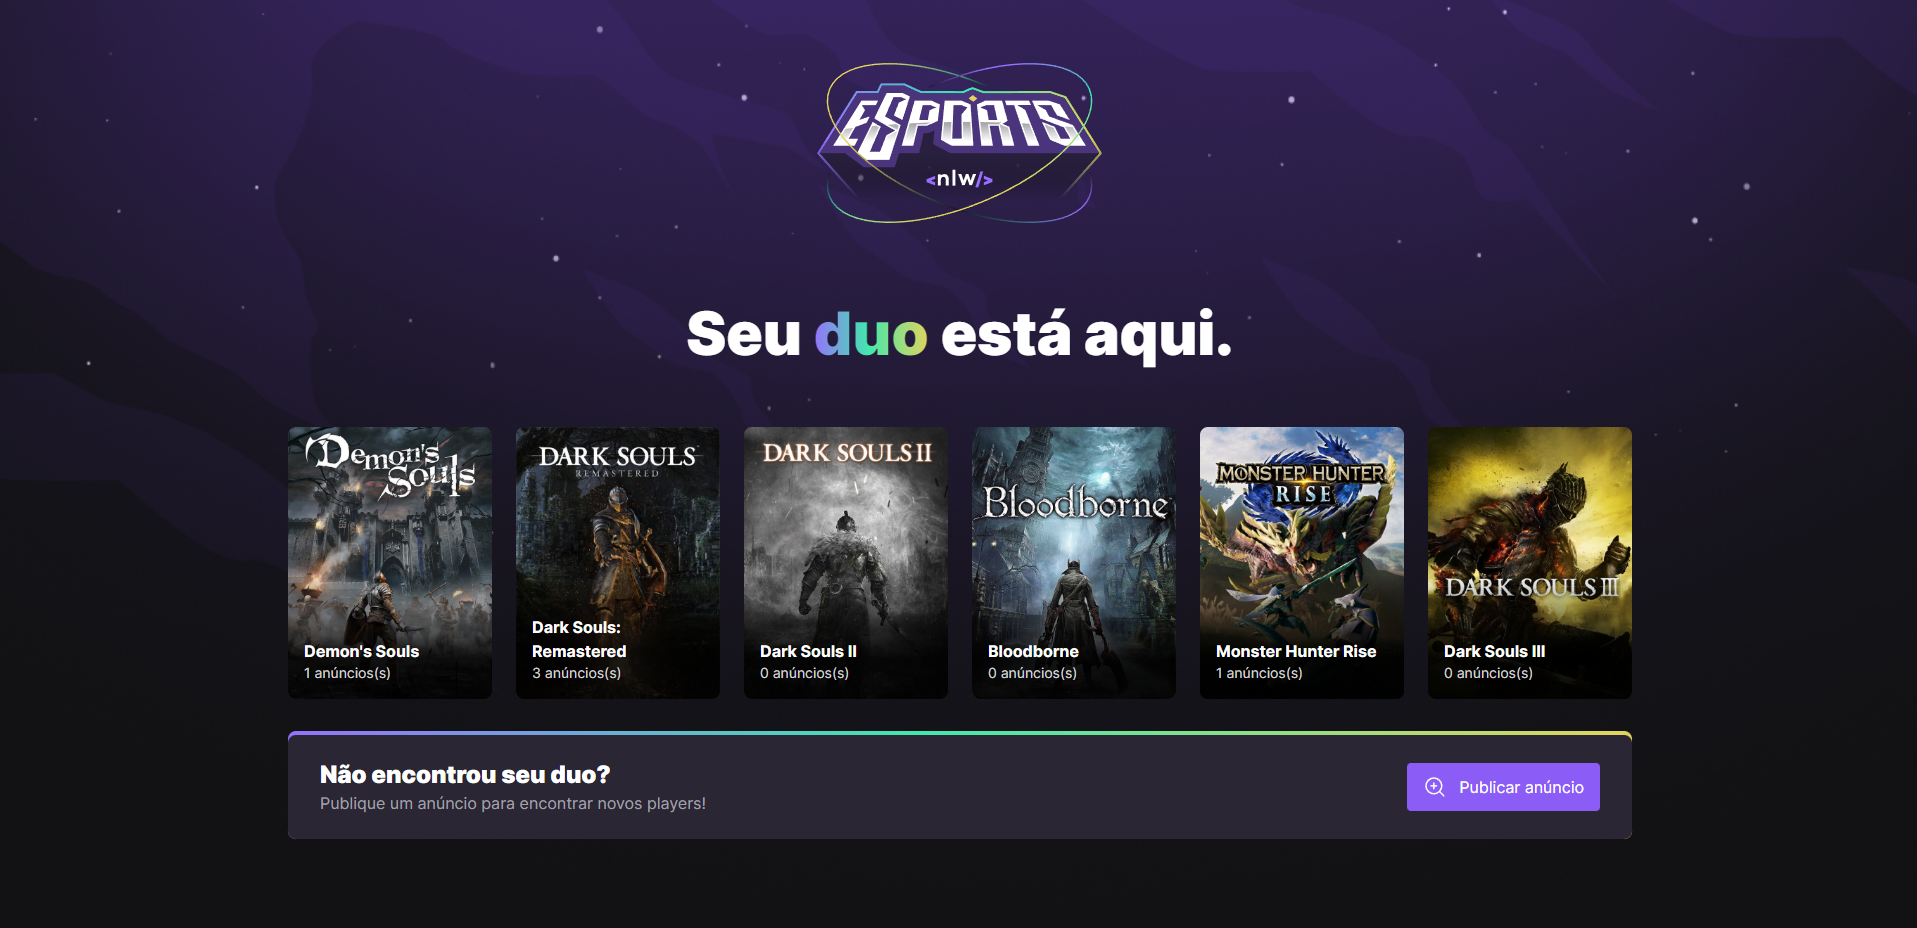 eSPORTS
<nlw/>
Seu duo está aqui.
Demon's
Souls
Demon's Souls
1 anúncios(s)
DARK SOULS
REMASTERED
Dark Souls:
Remastered
3 anúncios(s)
DARK SOULS II
Dark Souls II
0 anúncios(s)
Bloodborne
Bloodborne
0 anúncios(s)
MONSTER HUNTER
RISE
Monster Hunter Rise
1 anúncios(s)
DARK SOULS III
Dark Souls III
0 anúncios(s)
Não encontrou seu duo?
Publique um anúncio para encontrar novos players!
Publicar anúncio